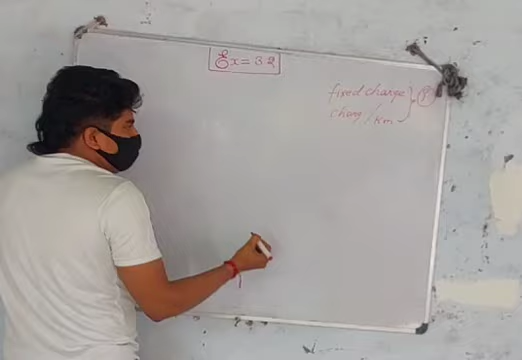 Ex = 3.2
fixed charge
charg / km